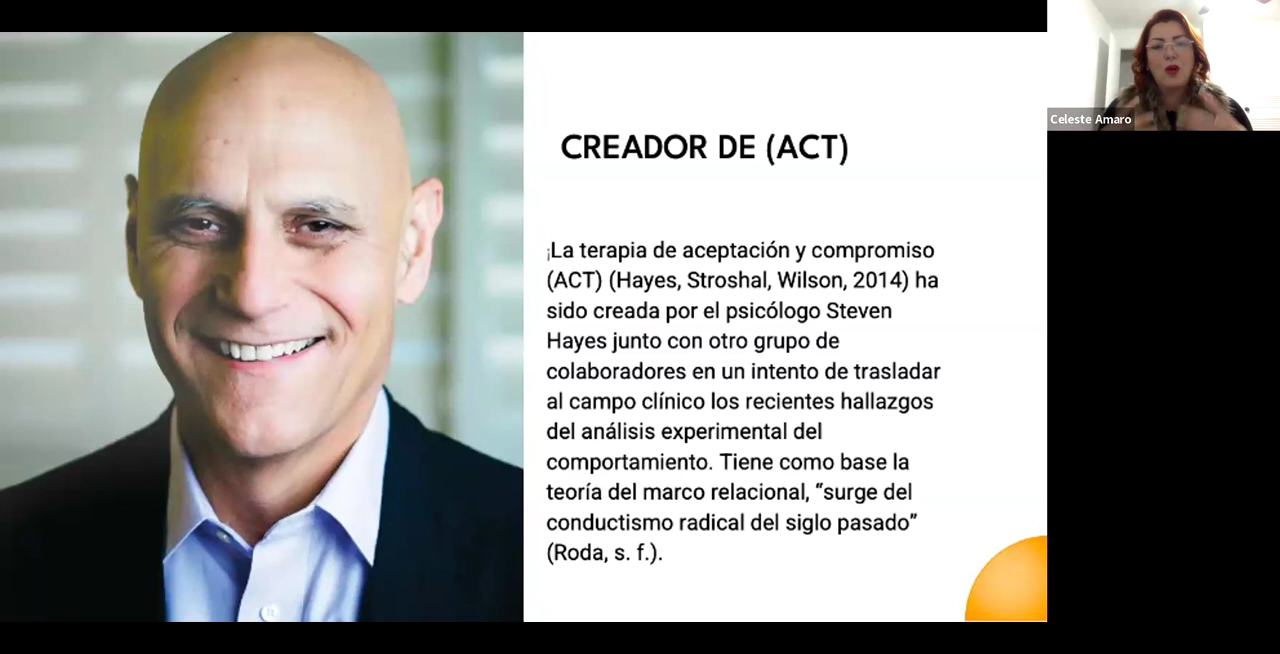 CREADOR DE (ACT)
¡La terapia de aceptación y compromiso
(ACT) (Hayes, Stroshal, Wilson, 2014) ha
sido creada por el psicólogo Steven
Hayes junto con otro grupo de
colaboradores en un intento de trasladar
al campo clínico los recientes hallazgos
del análisis experimental del
comportamiento. Tiene como base la
teoría del marco relacional, “surge del
conductismo radical del siglo pasado”
(Roda, s. f.).
Celeste Amaro